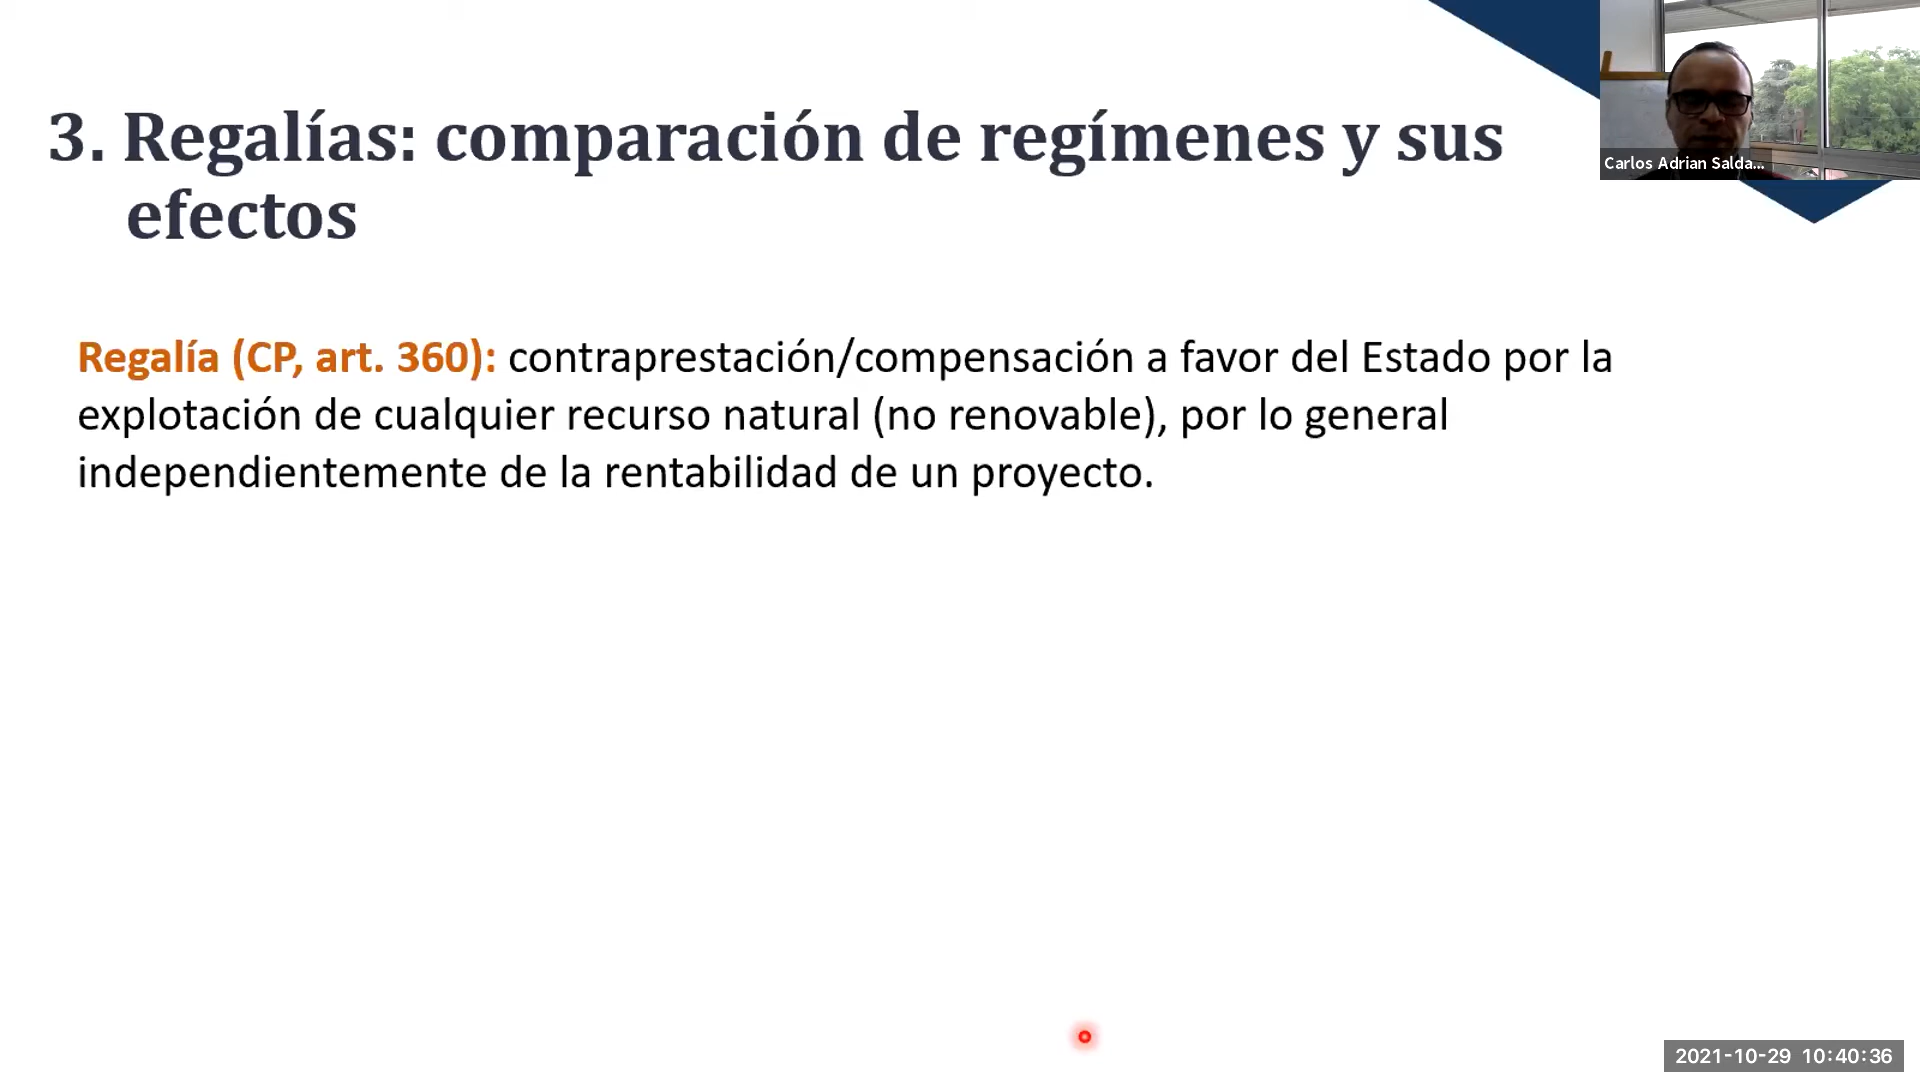 3. Regalías: comparación de regímenes y sus
efectos
Carlos Adrian Salda...
Regalía (CP, art. 360): contraprestación/compensación a favor del Estado por la
explotación de cualquier recurso natural (no renovable), por lo general
independientemente de la rentabilidad de un proyecto.
2021-10-29 10:40:36